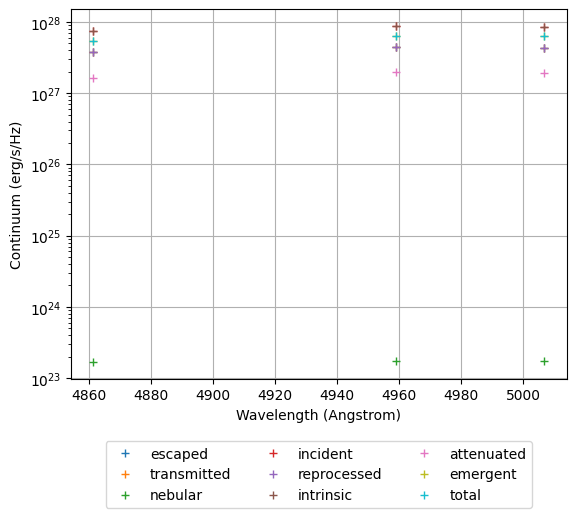 10^28
10^27
10^26
10^25
10^24
10^23
Continuum (erg/s/Hz)
4860 4880 4900 4920 4940 4960 4980 5000
Wavelength (Angstrom)
escaped incident attenuated
transmitted reprocessed emergent
nebular intrinsic total